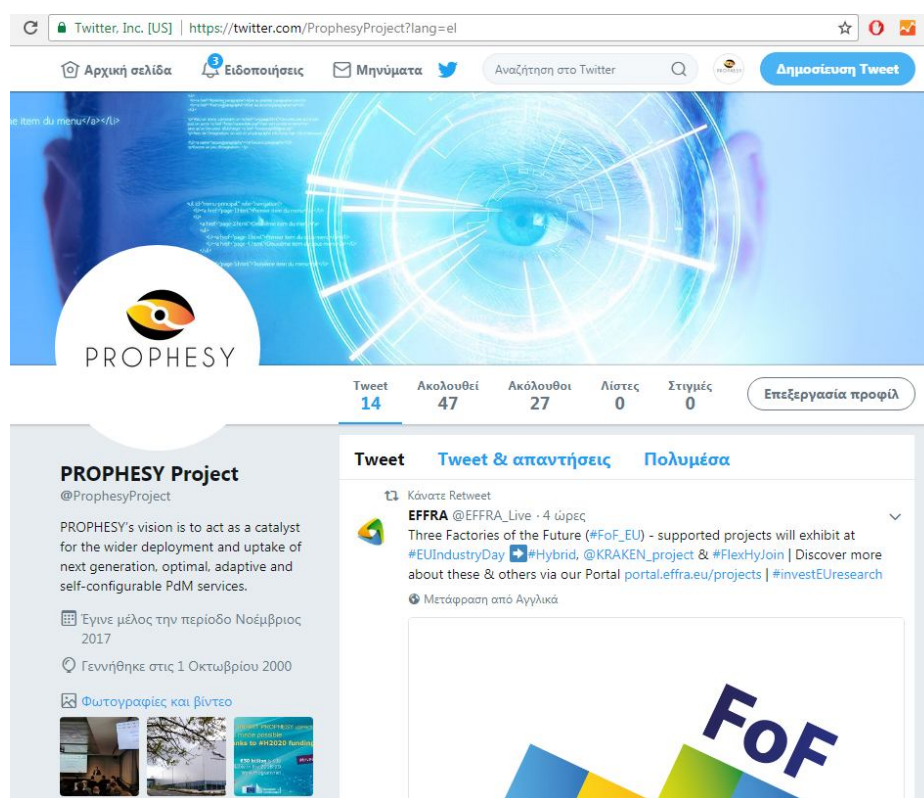 Twitter, Inc. [US] | https://twitter.com/ProphesyProject?lang=el
Αρχική σελίδα
3
Ειδοποιήσεις
Μηνύματα
Αναζήτηση στο Twitter
Δημοσίευση Tweet
item du menu</a></li>
PROPHESY
Tweet Ακολουθεί Ακόλουθοι Λίστες Στιγμές
14 47 27 0 0
Επεξεργασία προφίλ
Tweet Tweet & απαντήσεις Πολυμέσα
PROPHESY Project
@ProphesyProject
PROPHESY's vision is to act as a catalyst
for the wider deployment and uptake of
next generation, optimal, adaptive and
self-configurable PdM services.
Έγινε μέλος την περίοδο Νοέμβριος
2017
Γεννήθηκε στις 1 Οκτωβρίου 2000
Φωτογραφίες και βίντεο
Κάνατε Retweet
EFFRA @EFFRA_Live · 4 ώρες
Three Factories of the Future (#FoF_EU) - supported projects will exhibit at
#EUIndustryDay ➡#Hybrid, @KRAKEN_project & #FlexHyJoin | Discover more
about these & others via our Portal portal.effra.eu/projects | #investEUresearch
Μετάφραση από Αγγλικά
FoF